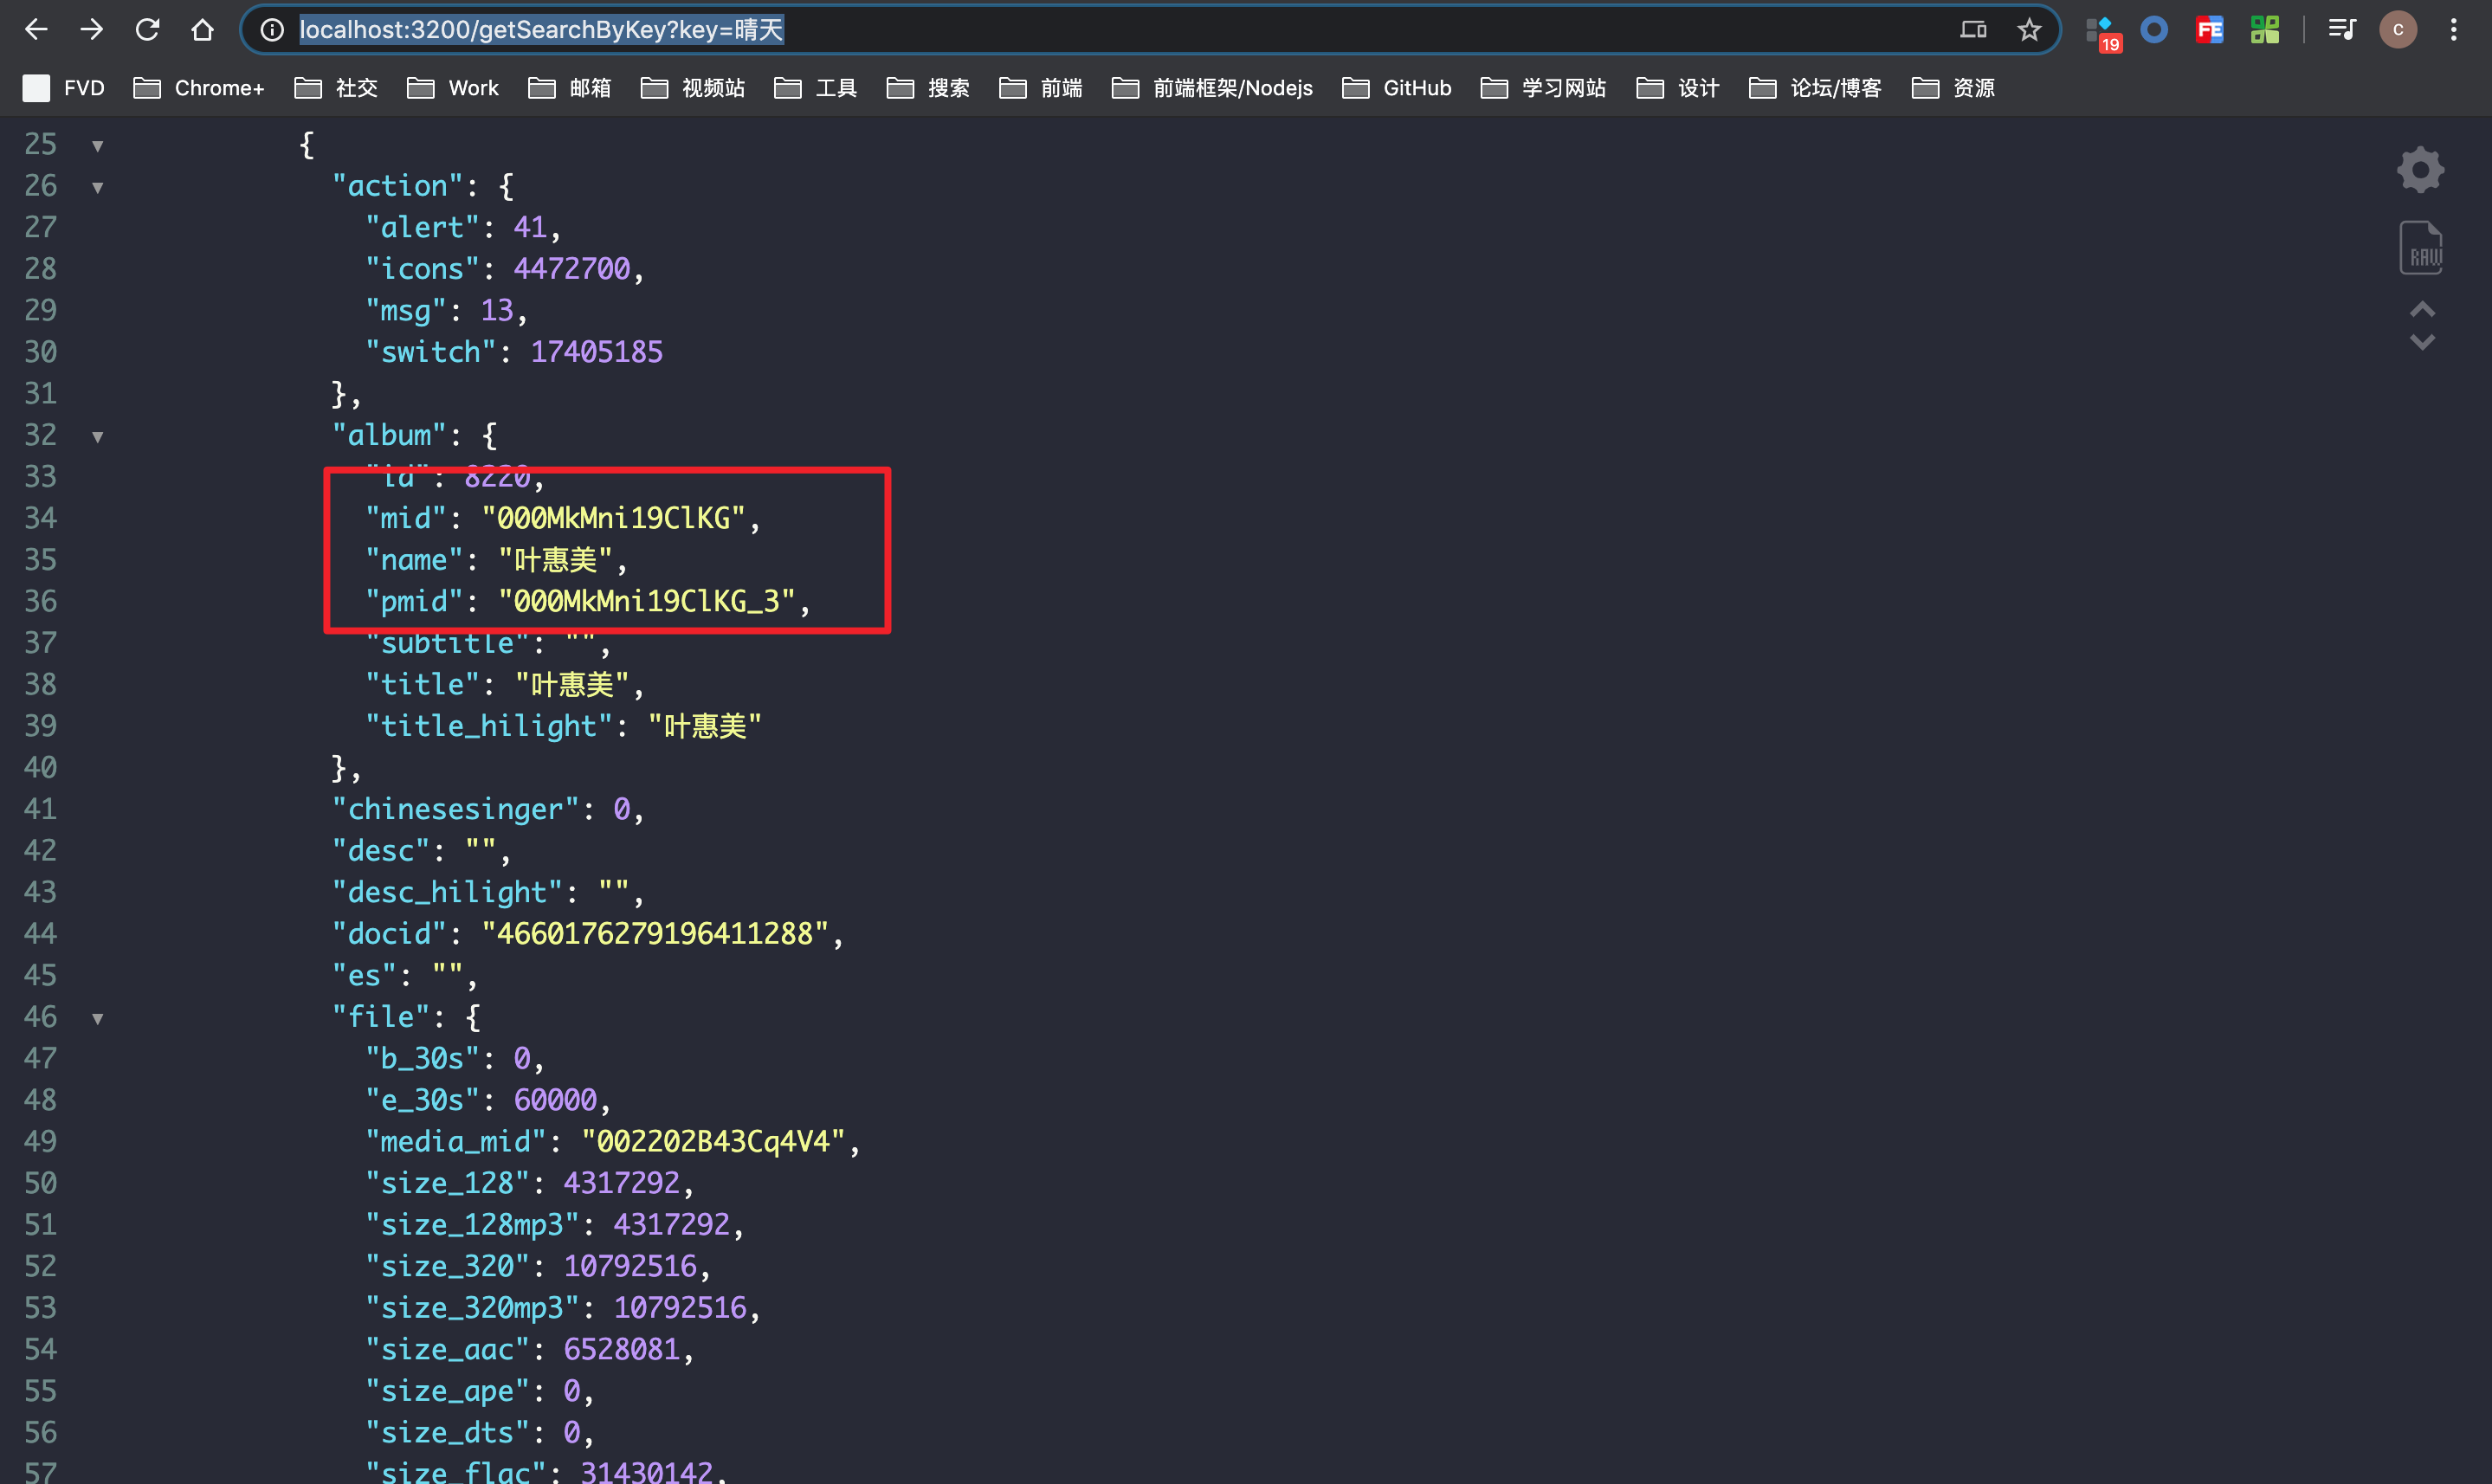 localhost:3200/getSearchByKey?key=晴天
19
FE
c
FVD Chrome+ 社交 Work 邮箱 视频站 工具 搜索 前端 前端框架/Nodejs GitHub 学习网站 设计 论坛/博客 资源
RAW
25 {
26 "action": {
27 "alert": 41,
28 "icons": 4472700,
29 "msg": 13,
30 "switch": 17405185
31 },
32 "album": {
33 "id": 8220,
34 "mid": "000MkMni19ClKG",
35 "name": "叶惠美",
36 "pmid": "000MkMni19ClKG_3",
37 "subtitle": "",
38 "title": "叶惠美",
39 "title_hilight": "叶惠美"
40 },
41 "chinesesinger": 0,
42 "desc": "",
43 "desc_hilight": "",
44 "docid": "4660176279196411288",
45 "es": "",
46 "file": {
47 "b_30s": 0,
48 "e_30s": 60000,
49 "media_mid": "002202B43Cq4V4",
50 "size_128": 4317292,
51 "size_128mp3": 4317292,
52 "size_320": 10792516,
53 "size_320mp3": 10792516,
54 "size_aac": 6528081,
55 "size_ape": 0,
56 "size_dts": 0,
57 "size_flac": 31430142,